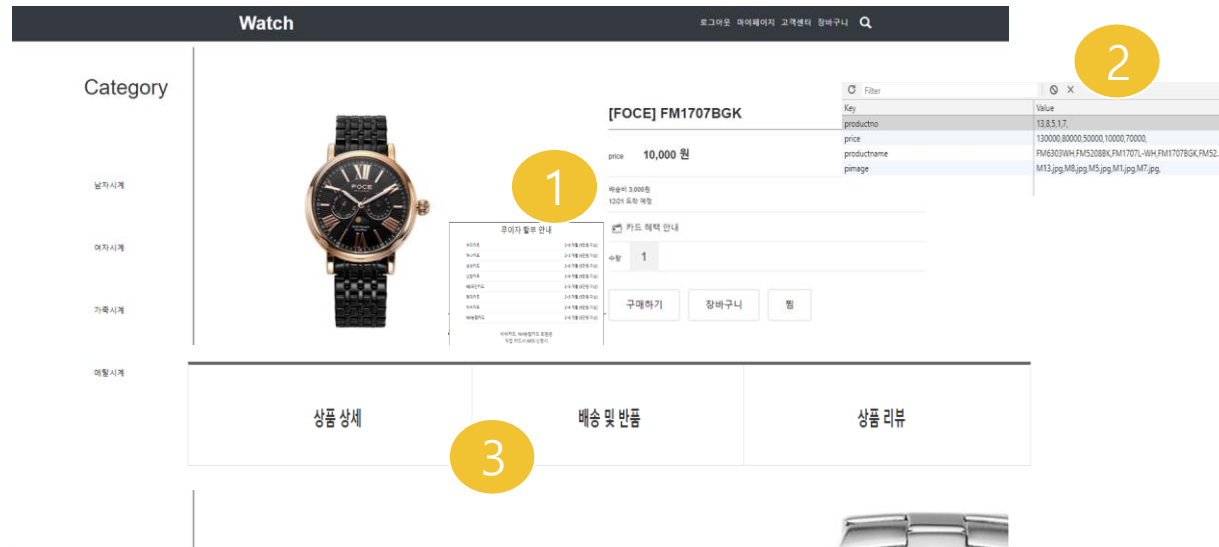 Watch
로그아웃 마이페이지 고객센터 장바구니
Category
남자시계
여자시계
가죽시계
메탈시계
FOCE
[FOCE] FM1707BGK
price 10,000 원
배송비 3,000원
12/21 도착 예정
카드 혜택 안내
수량 1
구매하기 장바구니 찜
1
무이자 할부 안내
2
Filter
Key Value
productno 13,8,5,1,7,
price 130000,80000,50000,10000,70000,
productname FM6303WH,FM5208BK,FM1707L-WH,FM1707BGK,FM52...
pimage M13.jpg,M8.jpg,M5.jpg,M1.jpg,M7.jpg,
상품 상세 배송 및 반품 상품 리뷰
3